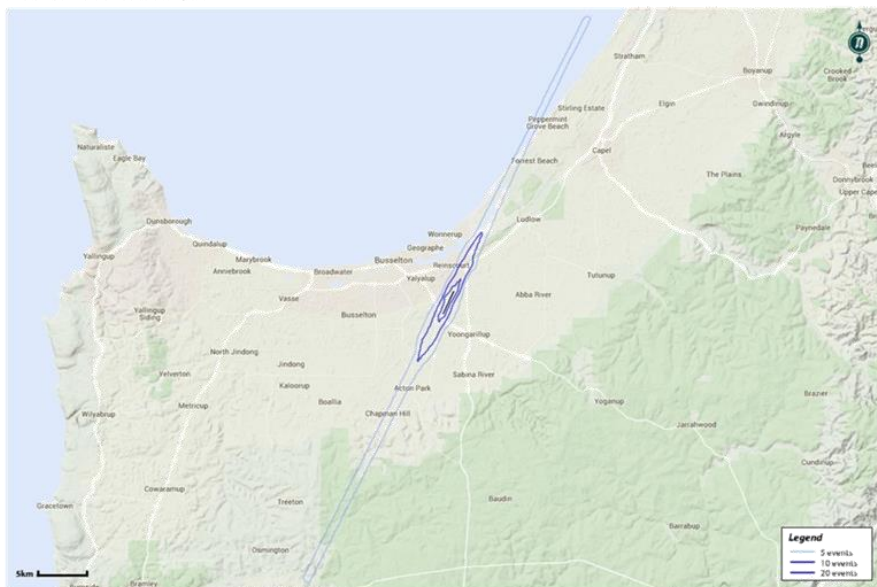 n
Stratham
Boyanup
Crooked
Brook
Stirling Estate
Elgin
Gwindinup
Peppermint
Grove Beach
Argyle
Naturaliste
Eagle Bay
Capel
Forrest Beach
The Plains
Donnybrook
Upper Cape
Dunsborough
Ludlow
Paynedale
Wonnerup
Quindalup
Geographe
Yallingup
Marybrook
Busselton
Reinscourt
Anniebrook
Broadwater
Yalyalup
Tutunup
Vasse
Abba River
Yallingup
Siding
Busselton
Yoongarillup
North Jindong
Jindong
Yelverton
Sabina River
Kaloorup
Acton Park
Brazier
Metricup
Boallia
Yoganup
Wilyabrup
Chapman Hill
Jarrahwood
Cundinup
Cowaramup
Treeton
Baudin
Gracetown
Barrabup
Osmington
Bramley
5km
Legend
5 events
10 events
20 events